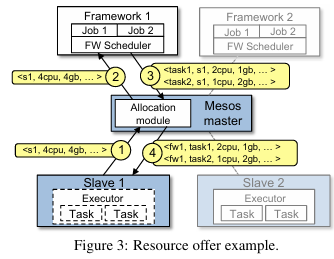 Framework 1
Job 1 Job 2
FW Scheduler
Framework 2
Job 1 Job 2
FW Scheduler
<s1, 4cpu, 4gb, … >
2
3
<task1, s1, 2cpu, 1gb, … >
<task2, s1, 1cpu, 2gb, … >
Allocation
module
Mesos
master
<s1, 4cpu, 4gb, … >
1
4
<fw1, task1, 2cpu, 1gb, … >
<fw1, task2, 1cpu, 2gb, … >
Slave 1
Executor
Task Task
Slave 2
Executor
Task Task
Figure 3: Resource offer example.